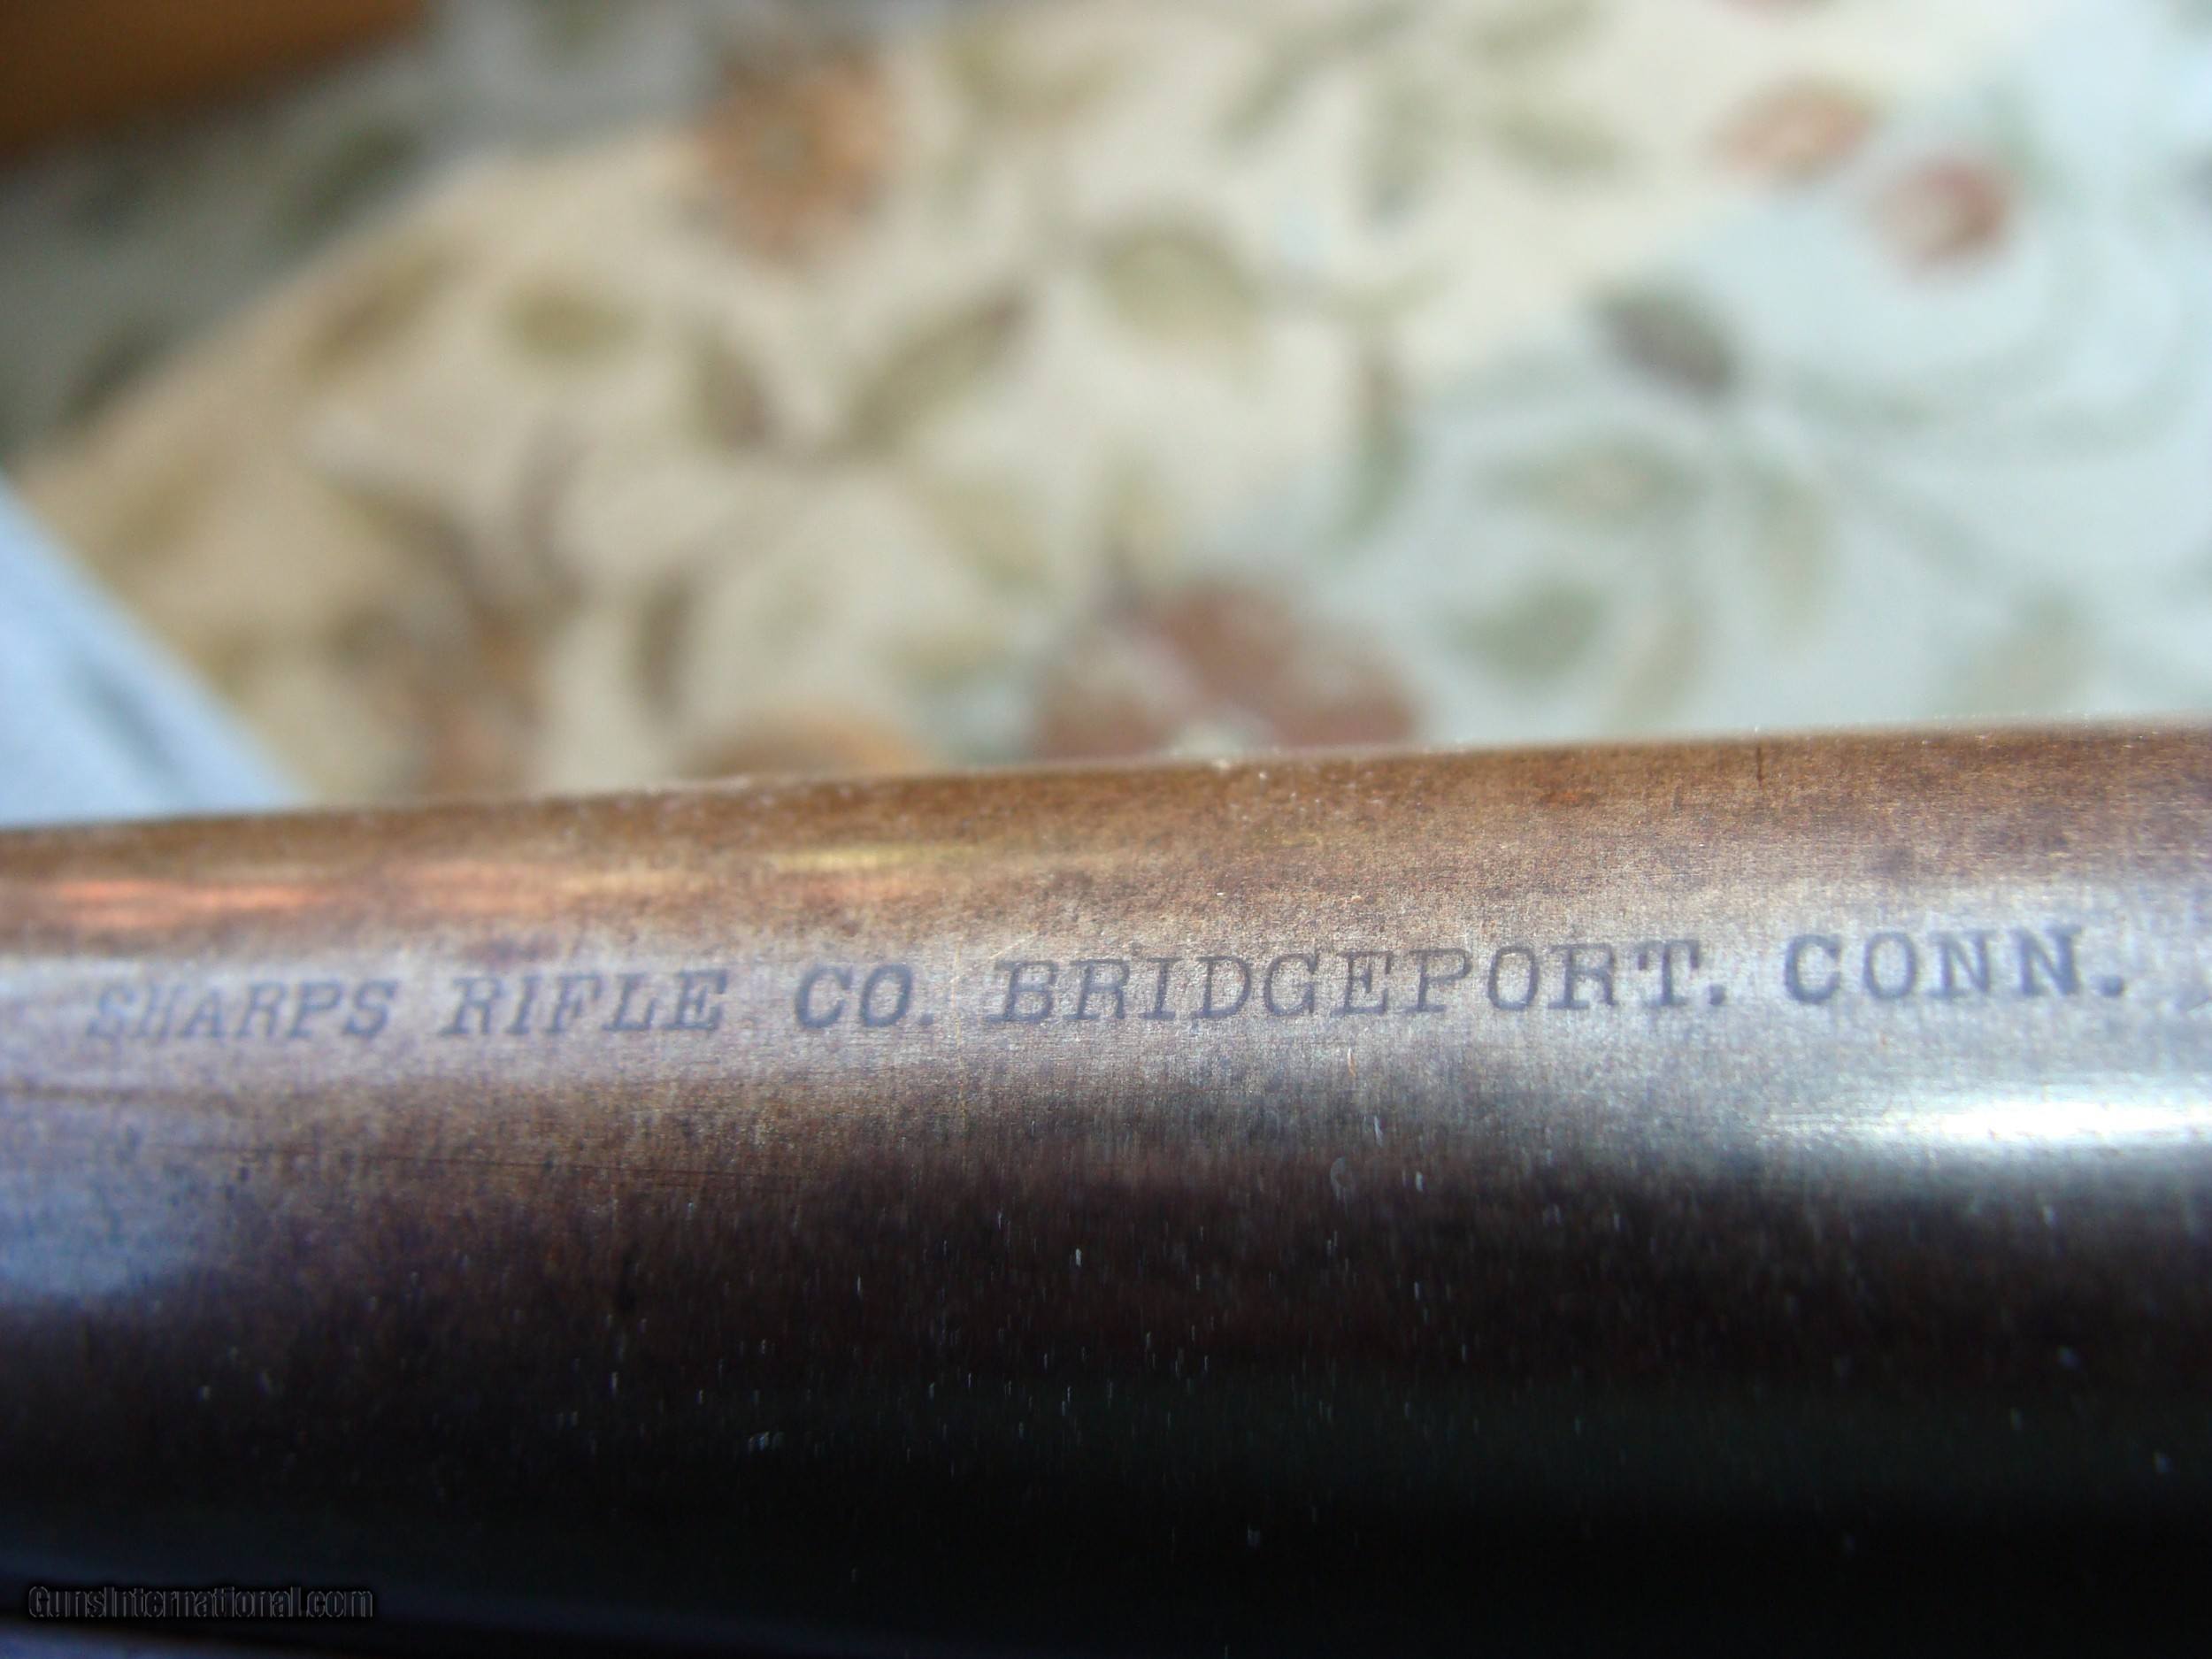 SHARPS RIFLE CO. BRIDGEPORT. CONN.
GunsInternational.com